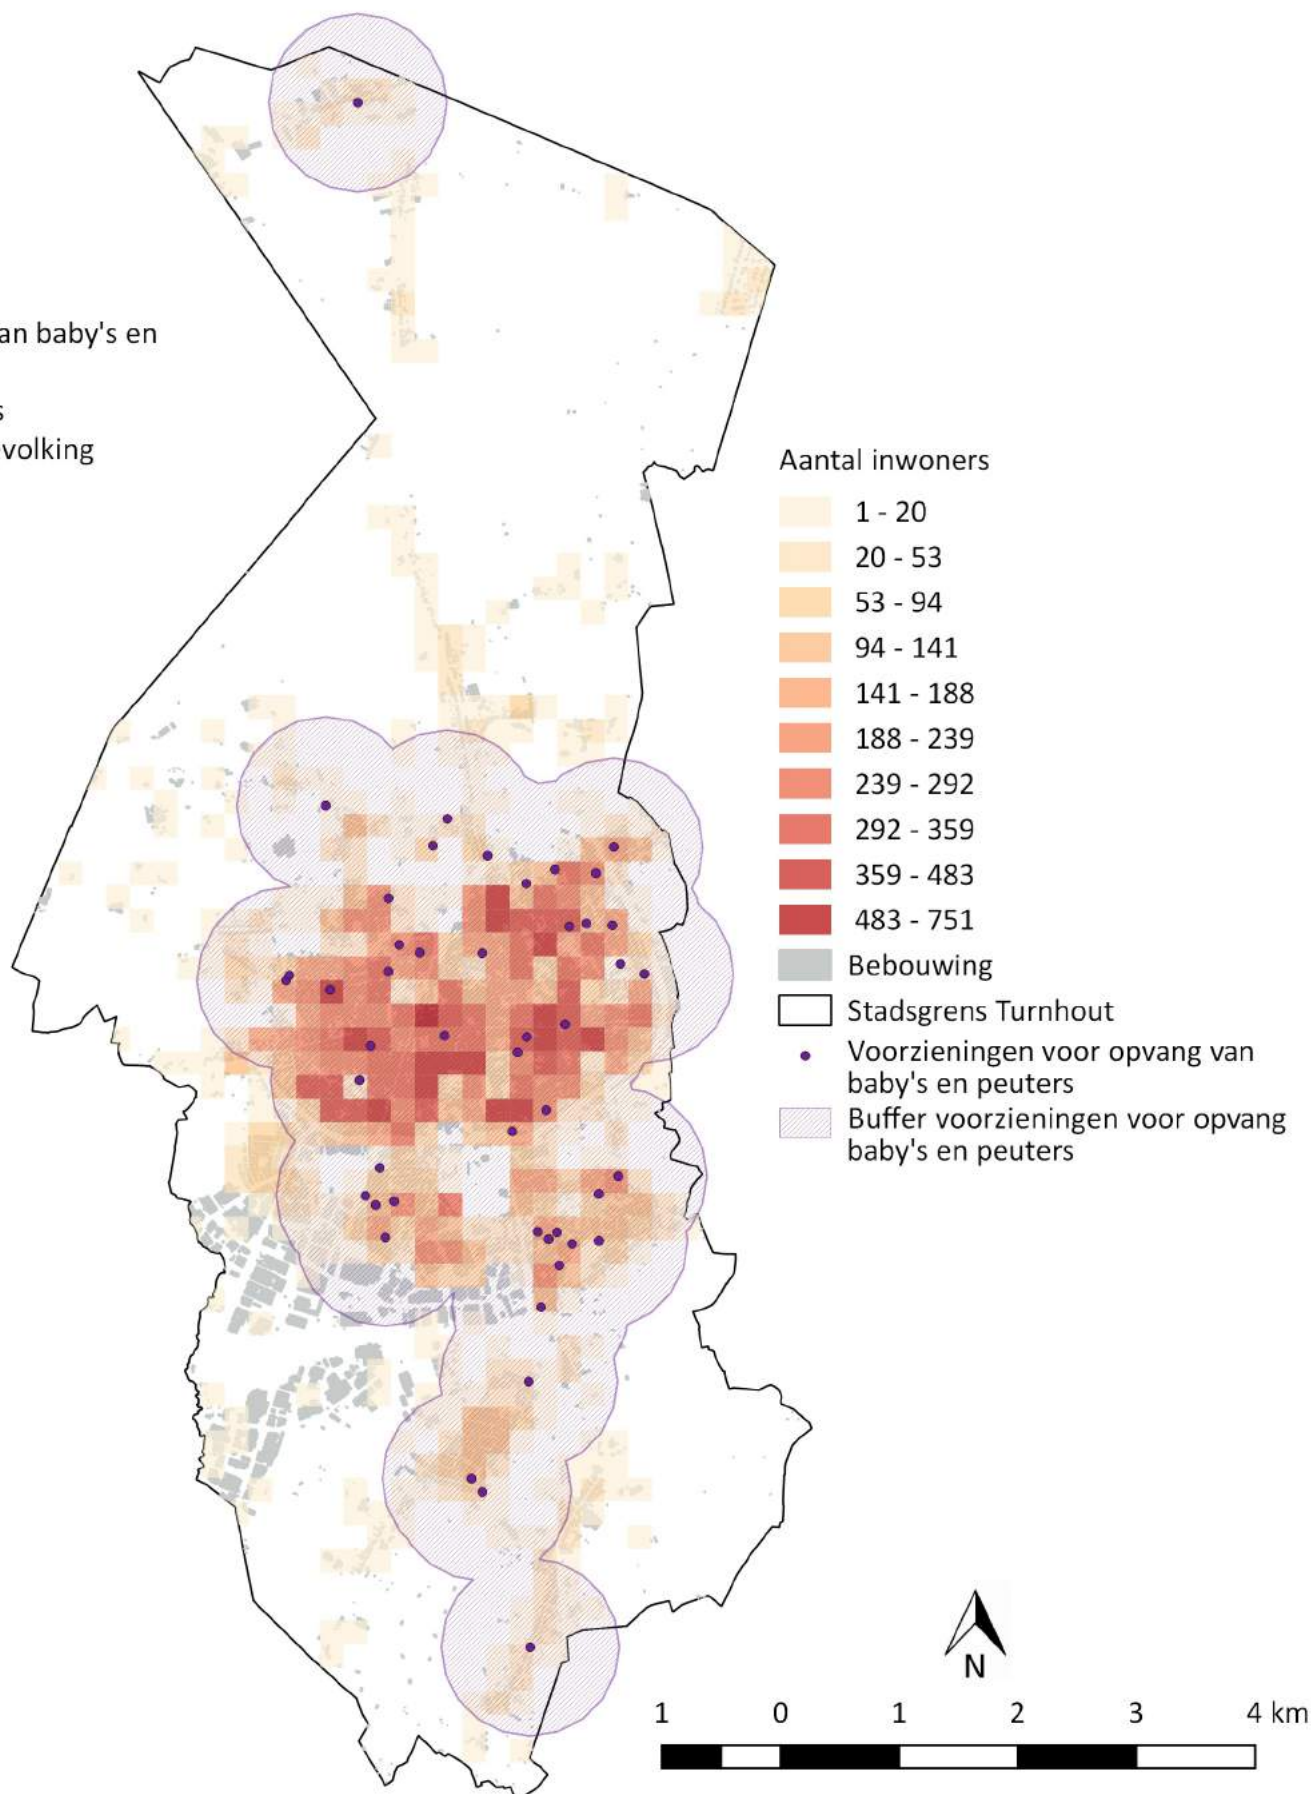 an baby's en
s
volking
Aantal inwoners
1 - 20
20 - 53
53 - 94
94 - 141
141 - 188
188 - 239
239 - 292
292 - 359
359 - 483
483 - 751
Bebouwing
Stadsgrens Turnhout
Voorzieningen voor opvang van
baby's en peuters
Buffer voorzieningen voor opvang
baby's en peuters
N
1 0 1 2 3 4 km